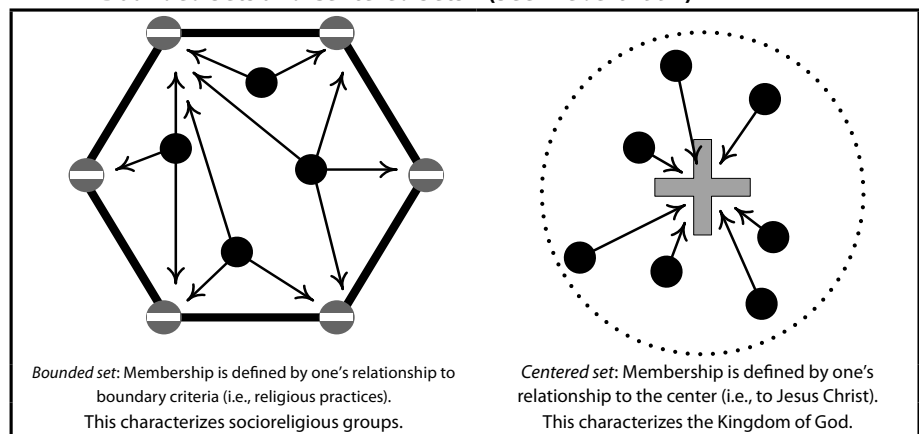 Bounded set: Membership is defined by one's relationship to
boundary criteria (i.e., religious practices).
This characterizes socioreligious groups.
Centered set: Membership is defined by one's
relationship to the center (i.e., to Jesus Christ).
This characterizes the Kingdom of God.